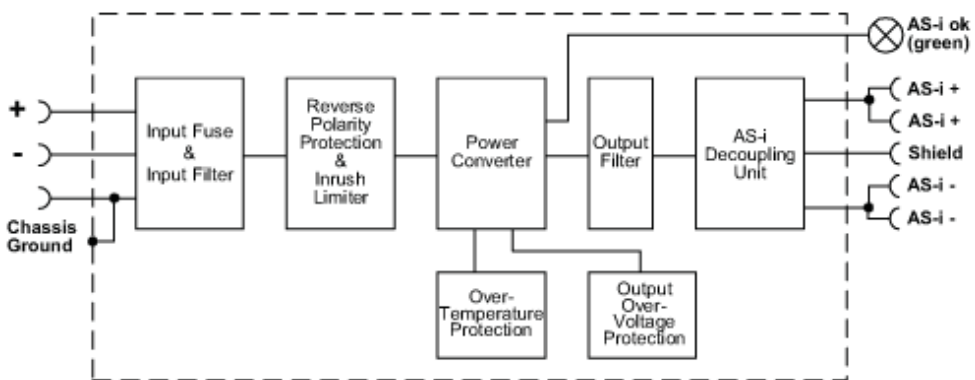 AS-i ok
(green)
+
-
Chassis
Ground
Input Fuse
&
Input Filter
Reverse
Polarity
Protection
&
Inrush
Limiter
Power
Converter
Output
Filter
AS-i
Decoupling
Unit
AS-i +
AS-i +
Shield
AS-i -
AS-i -
Over-
Temperature
Protection
Output
Over-
Voltage
Protection